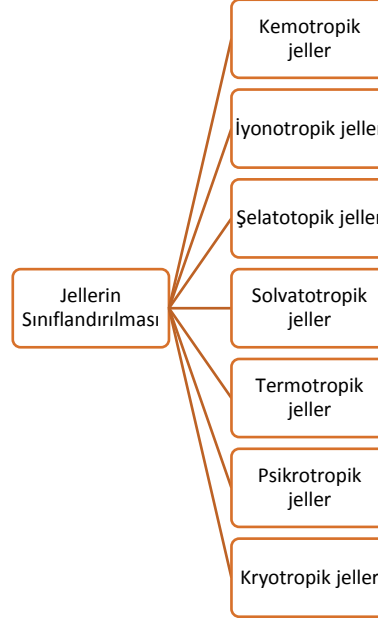 Jellerin
Sınıflandırılması
Kemotropik
jeller
İyonotropik jeller
Şelatotopik jeller
Solvatotropik
jeller
Termotropik
jeller
Psikrotropik
jeller
Kryotropik jeller